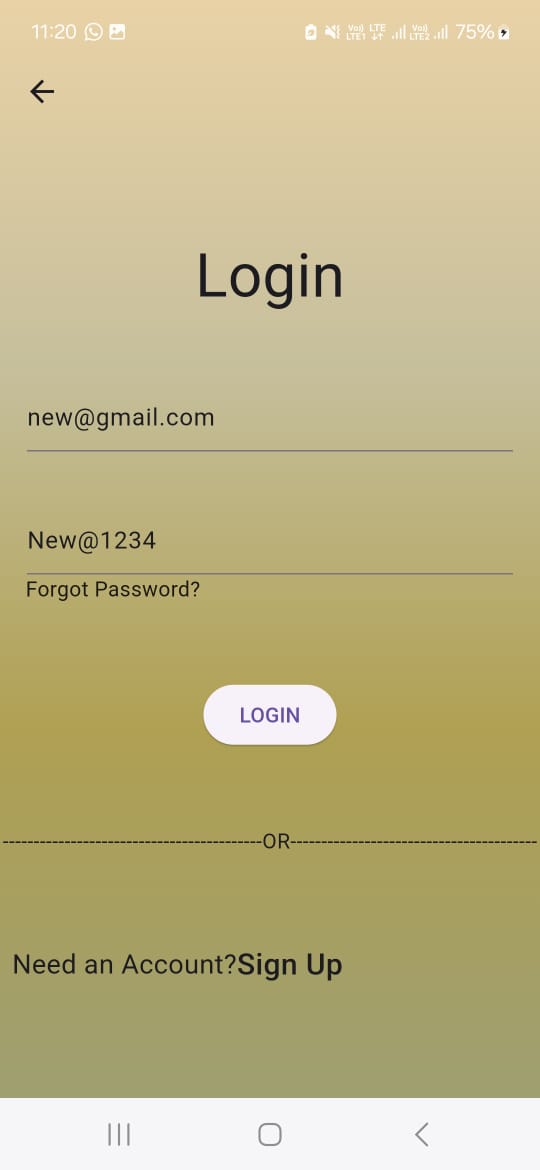 11:20 Vo)) LTE1 LTE Vo)) LTE2 75%
Login
new@gmail.com
New@1234
Forgot Password?
LOGIN
------------------------------------------OR----------------------------------------
Need an Account?Sign Up